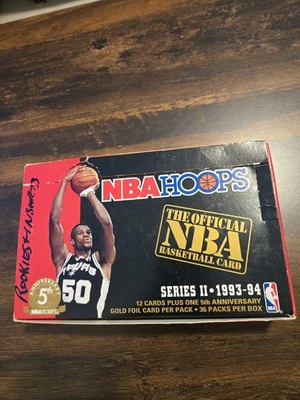 NBA HOOPS
THE OFFICIAL
NBA
BASKETBALL CARD
SERIES II • 1993-94
12 CARDS PLUS ONE 5th ANNIVERSARY
GOLD FOIL CARD PER PACK • 36 PACKS PER BOX
SPURS
50
ANNIVERSARY
5th
NBA HOOPS
NBA
ROOKIES